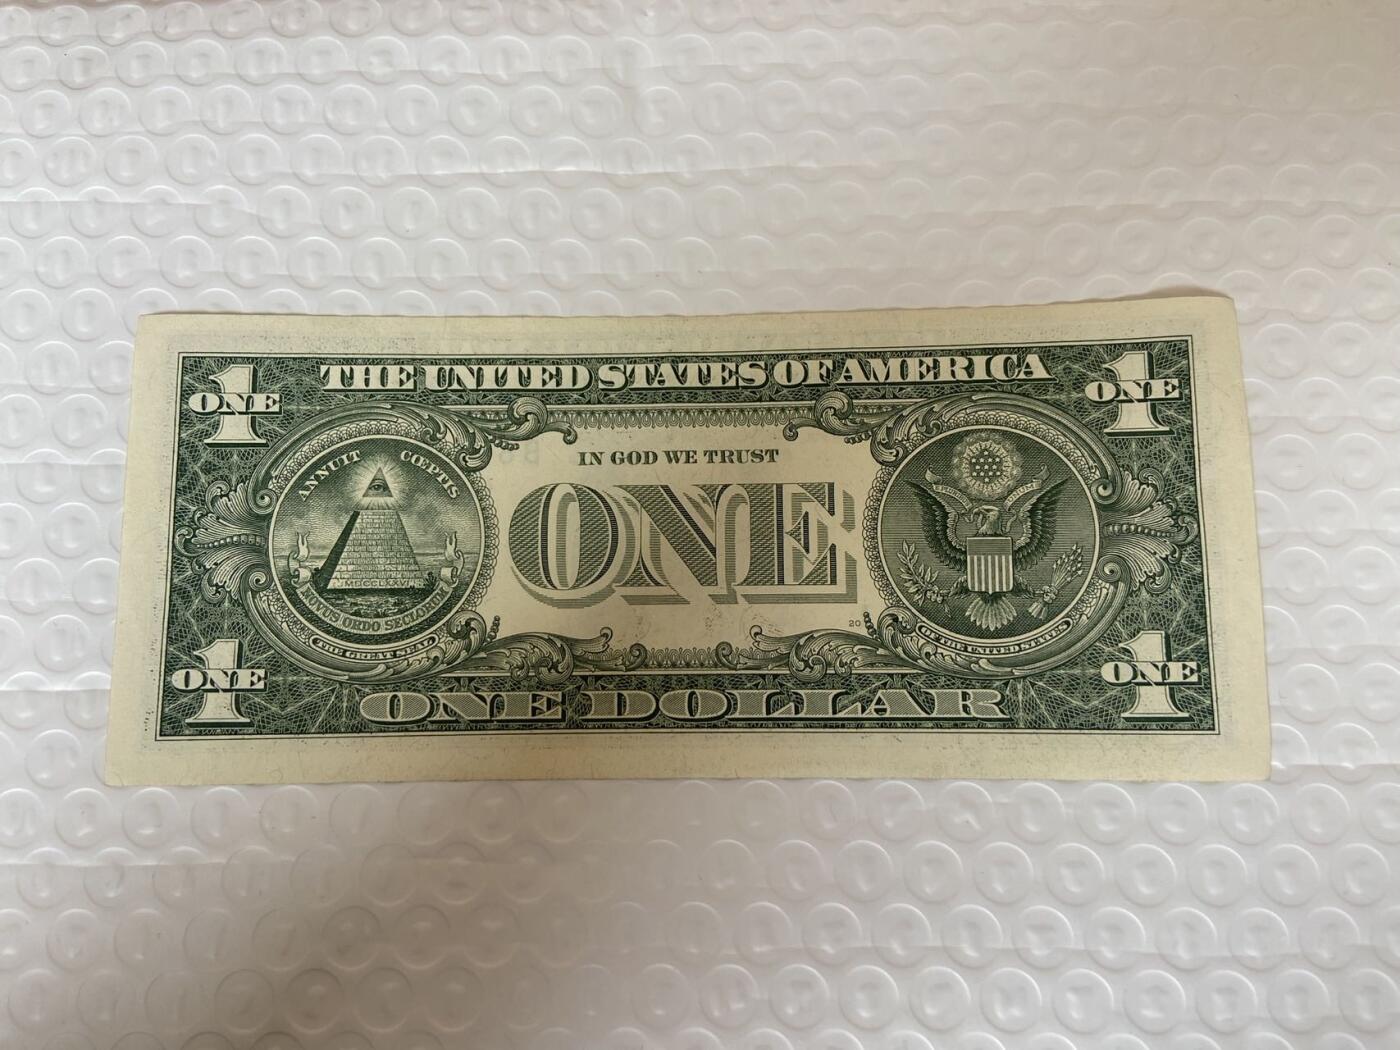 THE UNITED STATES OF AMERICA
1
ONE
1
ONE
ANNUIT CŒPTIS
IN GOD WE TRUST
ONE
NOVUS ORDO SECLORUM
THE GREAT SEAL
20
OF THE UNITED STATES
1
ONE
1
ONE
ONE DOLLAR